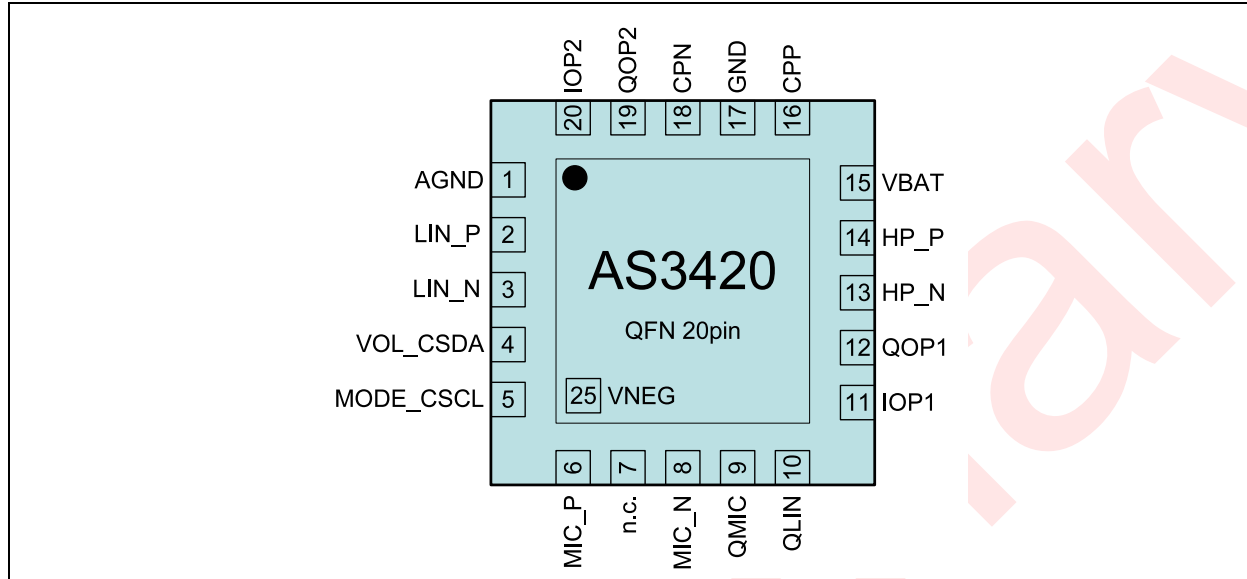 IOP2
QOP2
CPN
GND
CPP
20
19
18
17
16
AGND 1
LIN_P 2
LIN_N 3
VOL_CSDA 4
MODE_CSCL 5
15 VBAT
14 HP_P
13 HP_N
12 QOP1
11 IOP1
AS3420
QFN 20pin
25 VNEG
6
7
8
9
10
MIC_P
n.c.
MIC_N
QMIC
QLIN